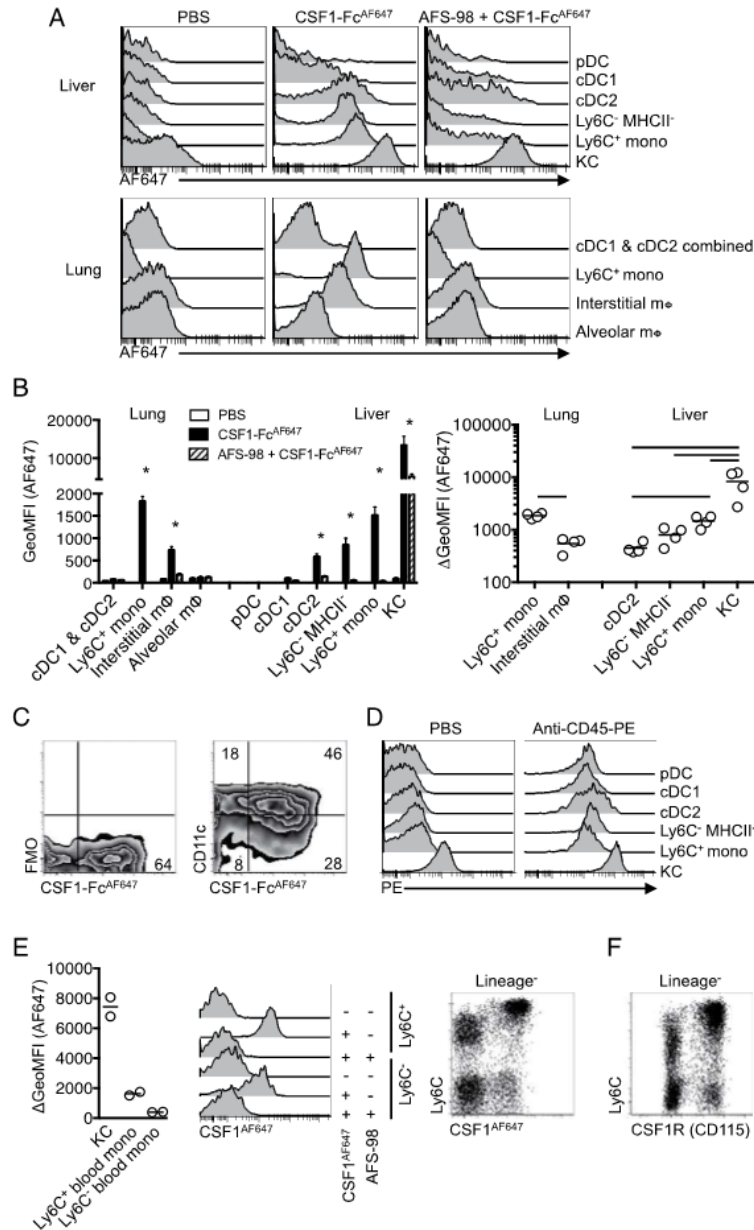 A
PBS
CSF1-Fc^AF647
AFS-98 + CSF1-Fc^AF647
Liver
pDC
cDC1
cDC2
Ly6C⁻ MHCII⁻
Ly6C⁺ mono
KC
AF647
Lung
cDC1 & cDC2 combined
Ly6C⁺ mono
Interstitial mΦ
Alveolar mΦ
AF647
B
GeoMFI (AF647)
20000
15000
10000
5000
2000
1500
1000
500
0
Lung
Liver
PBS
CSF1-Fc^AF647
AFS-98 + CSF1-Fc^AF647
* * * * * *
cDC1 & cDC2
Ly6C⁺ mono
Interstitial mΦ
Alveolar mΦ
pDC
cDC1
cDC2
Ly6C⁻ MHCII⁻
Ly6C⁺ mono
KC
ΔGeoMFI (AF647)
100000
10000
1000
100
Lung
Liver
Ly6C⁺ mono
Interstitial mΦ
cDC2
Ly6C⁻ MHCII⁻
Ly6C⁺ mono
KC
C
FMO
64
CSF1-Fc^AF647
CD11c
18
46
8
28
CSF1-Fc^AF647
D
PBS
Anti-CD45-PE
pDC
cDC1
cDC2
Ly6C⁻ MHCII⁻
Ly6C⁺ mono
KC
PE
E
ΔGeoMFI (AF647)
10000
8000
6000
4000
2000
0
KC
Ly6C⁺ blood mono
Ly6C⁻ blood mono
CSF1^AF647
- -
+ -
+ +
- -
+ -
+ +
CSF1^AF647
AFS-98
Ly6C⁺
Ly6C⁻
Lineage⁻
Ly6C
CSF1^AF647
F
Lineage⁻
Ly6C
CSF1R (CD115)